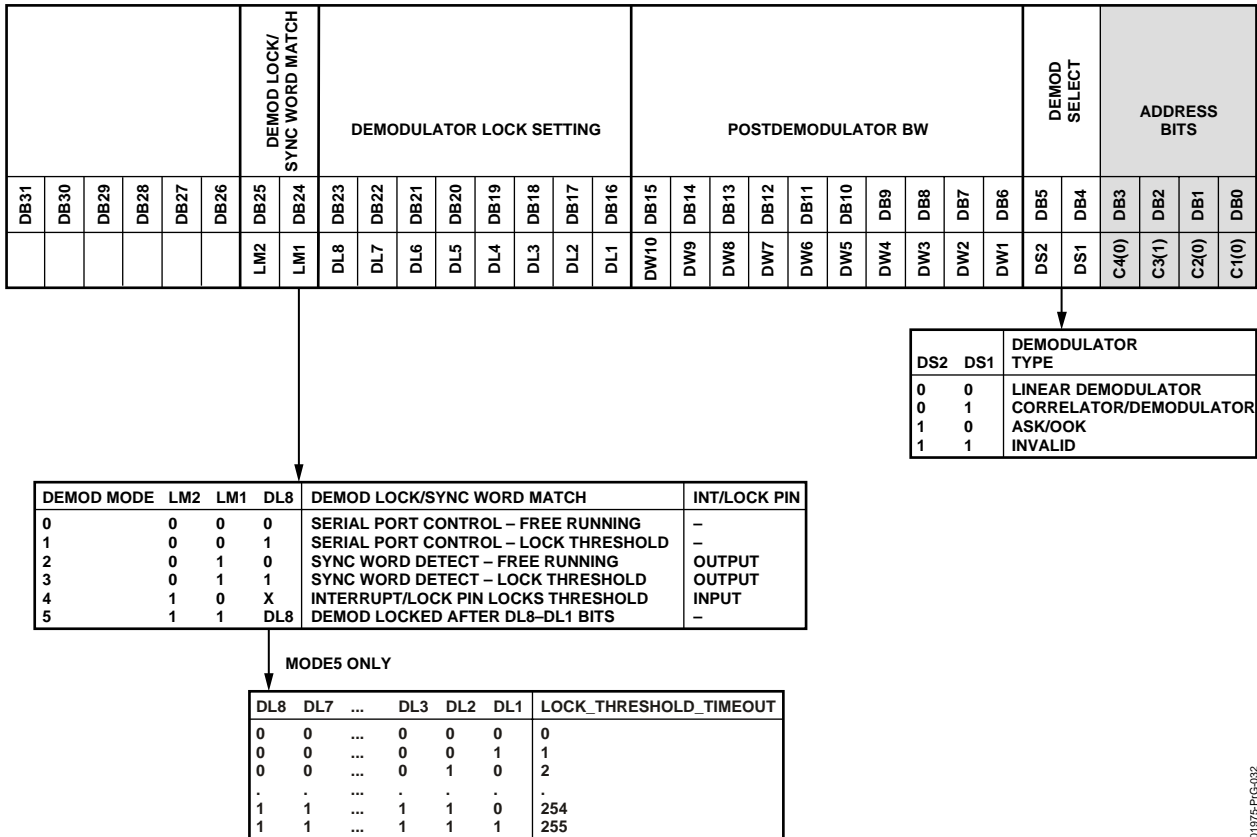 DEMOD LOCK/
SYNC WORD MATCH
DEMODULATOR LOCK SETTING
POSTDEMODULATOR BW
DEMOD
SELECT
ADDRESS
BITS
DB31 DB30 DB29 DB28 DB27 DB26 DB25 DB24 DB23 DB22 DB21 DB20 DB19 DB18 DB17 DB16 DB15 DB14 DB13 DB12 DB11 DB10 DB9 DB8 DB7 DB6 DB5 DB4 DB3 DB2 DB1 DB0
LM2 LM1 DL8 DL7 DL6 DL5 DL4 DL3 DL2 DL1 DW10 DW9 DW8 DW7 DW6 DW5 DW4 DW3 DW2 DW1 DS2 DS1 C4(0) C3(1) C2(0) C1(0)
DEMODULATOR
DS2 DS1 TYPE
0 0 LINEAR DEMODULATOR
0 1 CORRELATOR/DEMODULATOR
1 0 ASK/OOK
1 1 INVALID
DEMOD MODE LM2 LM1 DL8 DEMOD LOCK/SYNC WORD MATCH INT/LOCK PIN
0 0 0 0 SERIAL PORT CONTROL – FREE RUNNING –
1 0 0 1 SERIAL PORT CONTROL – LOCK THRESHOLD –
2 0 1 0 SYNC WORD DETECT – FREE RUNNING OUTPUT
3 0 1 1 SYNC WORD DETECT – LOCK THRESHOLD OUTPUT
4 1 0 X INTERRUPT/LOCK PIN LOCKS THRESHOLD INPUT
5 1 1 DL8 DEMOD LOCKED AFTER DL8–DL1 BITS –
MODE5 ONLY
DL8 DL7 ... DL3 DL2 DL1 LOCK_THRESHOLD_TIMEOUT
0 0 ... 0 0 0 0
0 0 ... 0 0 1 1
0 0 ... 0 1 0 2
. . ... . . . .
1 1 ... 1 1 0 254
1 1 ... 1 1 1 255
01975-PrG-032